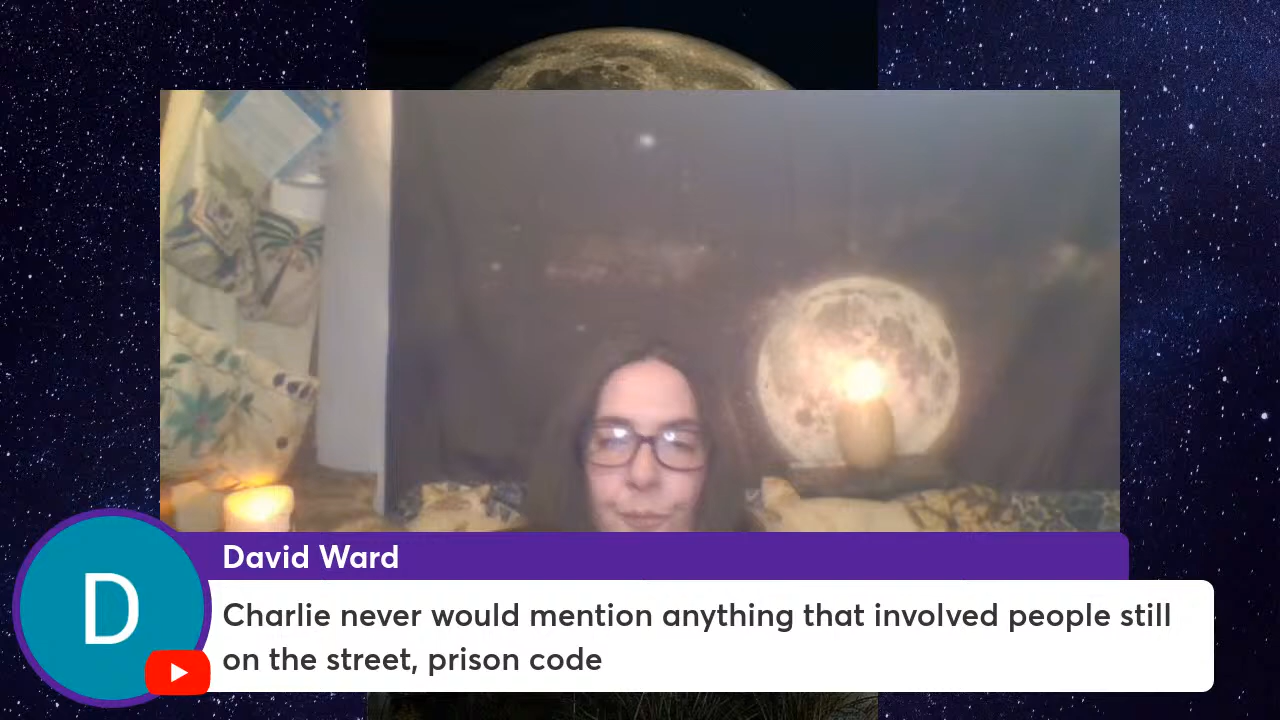 David Ward
D
Charlie never would mention anything that involved people still
on the street, prison code